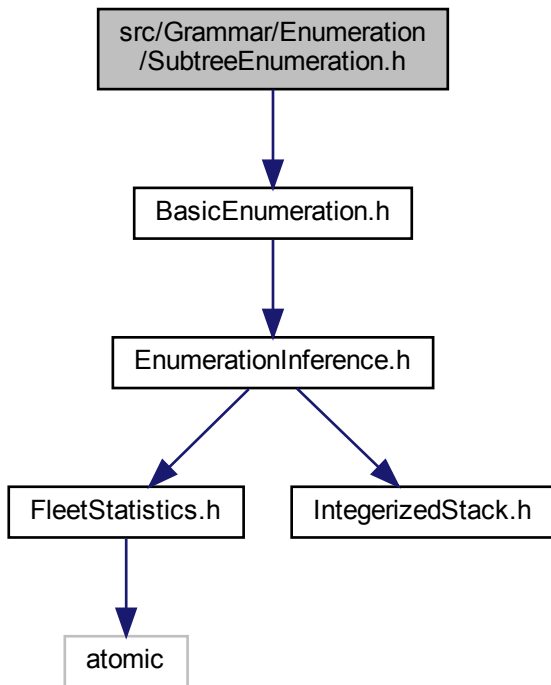 src/Grammar/Enumeration
/SubtreeEnumeration.h
BasicEnumeration.h
EnumerationInference.h
FleetStatistics.h
IntegerizedStack.h
atomic